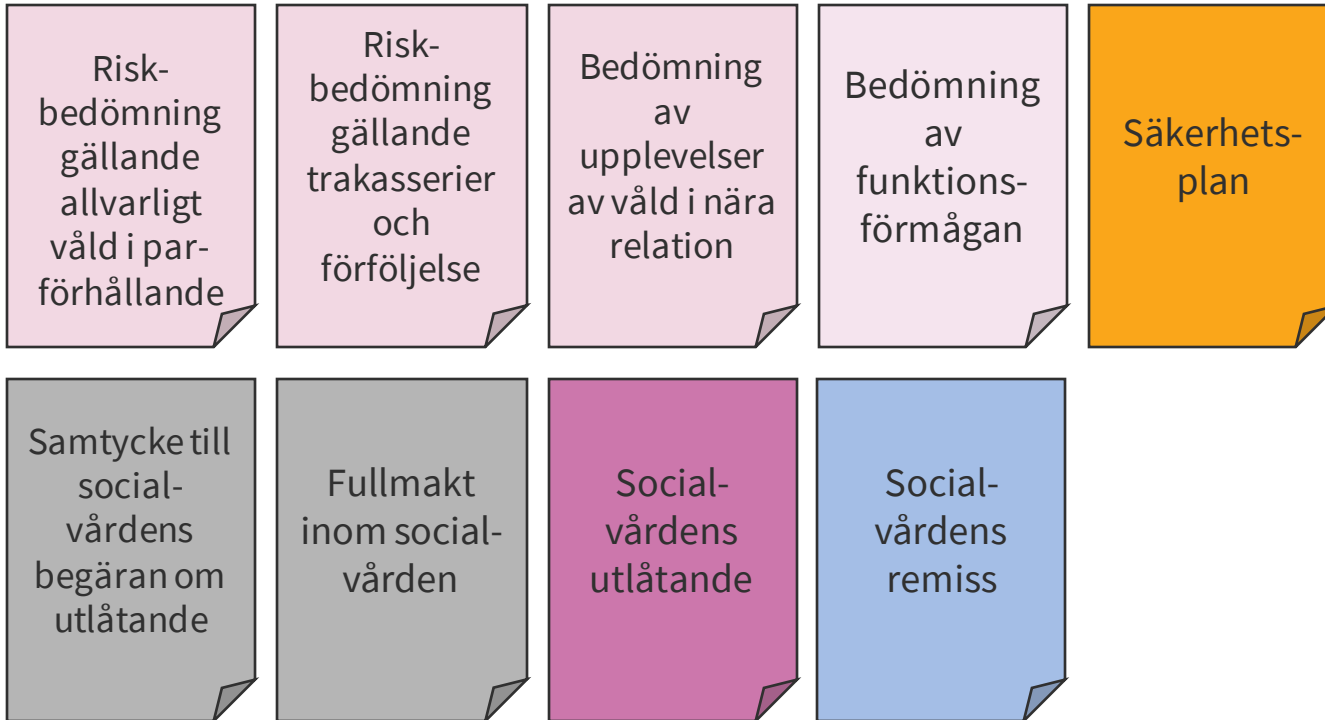 Risk-
bedömning
gällande
allvarligt
våld i par-
förhållande
Risk-
bedömning
gällande
trakasserier
och
förföljelse
Bedömning
av
upplevelser
av våld i nära
relation
Bedömning
av
funktions-
förmågan
Säkerhets-
plan
Samtycke till
social-
vårdens
begäran om
utlåtande
Fullmakt
inom social-
vården
Social-
vårdens
utlåtande
Social-
vårdens
remiss